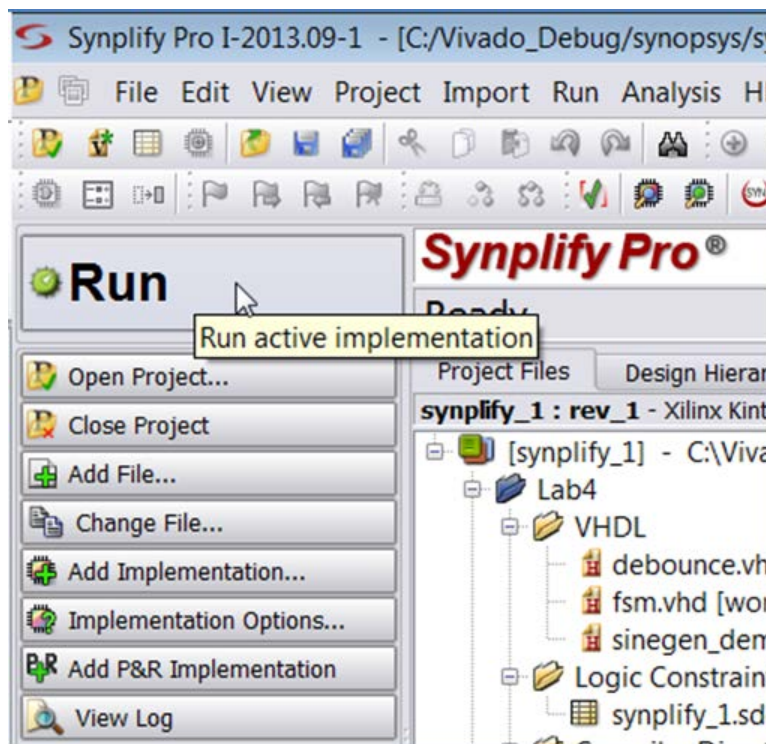 Synplify Pro I-2013.09-1 - [C:/Vivado_Debug/synopsys/sy
File Edit View Project Import Run Analysis H
Run
Synplify Pro®
Ready
Run active implementation
Open Project...
Close Project
Add File...
Change File...
Add Implementation...
Implementation Options...
Add P&R Implementation
View Log
Project Files Design Hierar
synplify_1 : rev_1 - Xilinx Kint
[synplify_1] - C:\Viva
Lab4
VHDL
debounce.vh
fsm.vhd [wor
sinegen_dem
Logic Constrain
synplify_1.sd